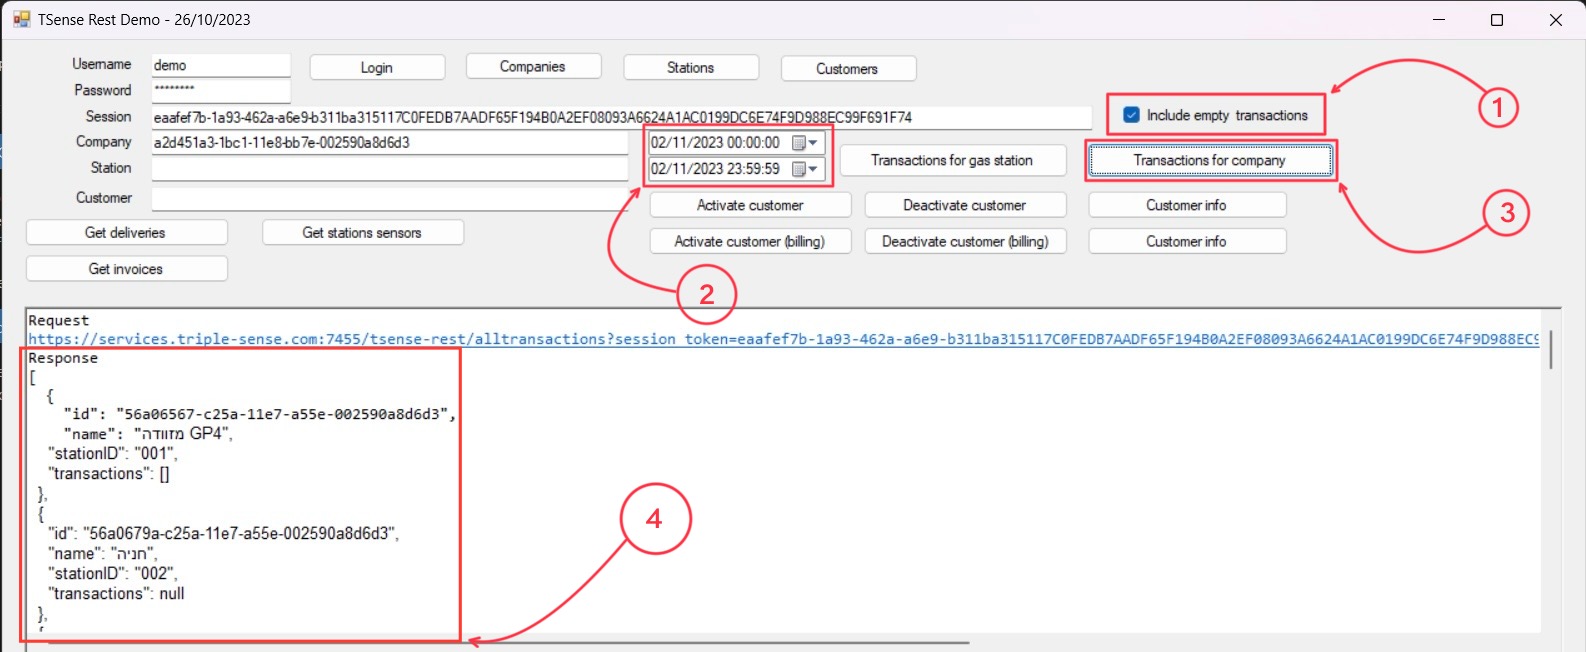 TSense Rest Demo - 26/10/2023
Username demo Login Companies Stations Customers
Password ********
Session eaafef7b-1a93-462a-a6e9-b311ba315117C0FEDB7AADF65F194B0A2EF08093A6624A1AC0199DC6E74F9D988EC99F691F74 Include empty transactions 1
Company a2d451a3-1bc1-11e8-bb7e-002590a8d6d3 02/11/2023 00:00:00
Station 02/11/2023 23:59:59 Transactions for gas station Transactions for company
Customer Activate customer Deactivate customer Customer info 3
Get deliveries Get stations sensors Activate customer (billing) Deactivate customer (billing) Customer info
Get invoices
2
Request
https://services.triple-sense.com:7455/tsense-rest/alltransactions?session_token=eaafef7b-1a93-462a-a6e9-b311ba315117C0FEDB7AADF65F194B0A2EF08093A6624A1AC0199DC6E74F9D988EC9
Response
[
{
"id": "56a06567-c25a-11e7-a55e-002590a8d6d3",
"name": "מזוודה GP4",
"stationID": "001",
"transactions": []
},
{
"id": "56a0679a-c25a-11e7-a55e-002590a8d6d3",
"name": "חניה",
"stationID": "002",
"transactions": null
},
4